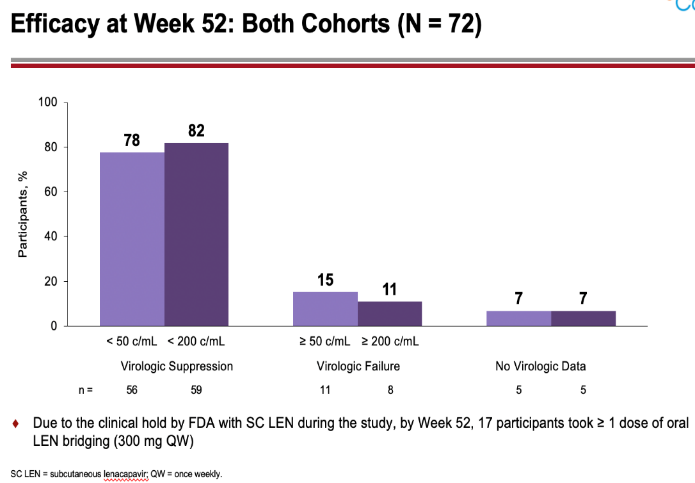 Efficacy at Week 52: Both Cohorts (N = 72)
100
80
60
40
20
0
Participants, %
78
82
15
11
7
7
< 50 c/mL < 200 c/mL
≥ 50 c/mL ≥ 200 c/mL
Virologic Suppression
Virologic Failure
No Virologic Data
n = 56 59 11 8 5 5
♦ Due to the clinical hold by FDA with SC LEN during the study, by Week 52, 17 participants took ≥ 1 dose of oral
LEN bridging (300 mg QW)
SC LEN = subcutaneous lenacapavir; QW = once weekly.